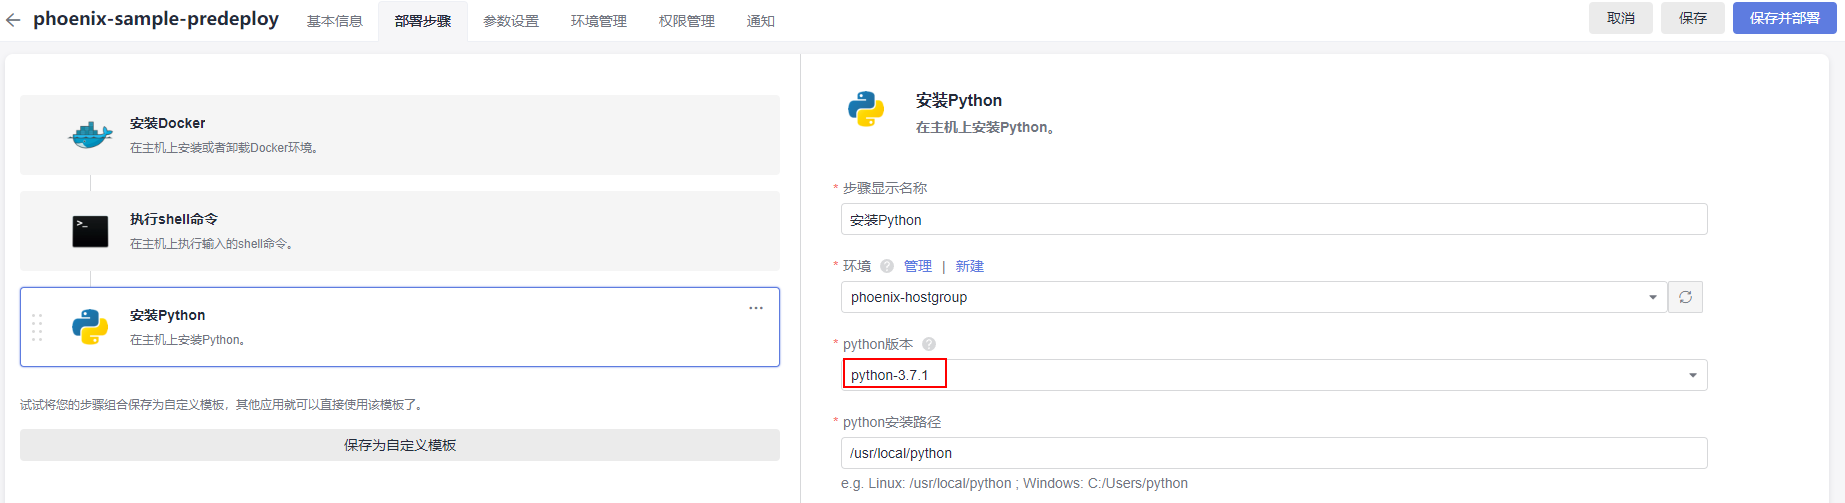 phoenix-sample-predeploy 基本信息 部署步骤 参数设置 环境管理 权限管理 通知 取消 保存 保存并部署
安装Docker
在主机上安装或者卸载Docker环境。
>_
执行shell命令
在主机上执行输入的shell命令。
安装Python
在主机上安装Python。
试试将您的步骤组合保存为自定义模板，其他应用就可以直接使用该模板了。
保存为自定义模板
安装Python
在主机上安装Python。
* 步骤显示名称
安装Python
* 环境 ? 管理 | 新建
phoenix-hostgroup
* python版本 ?
python-3.7.1
* python安装路径
/usr/local/python
e.g. Linux: /usr/local/python ; Windows: C:/Users/python